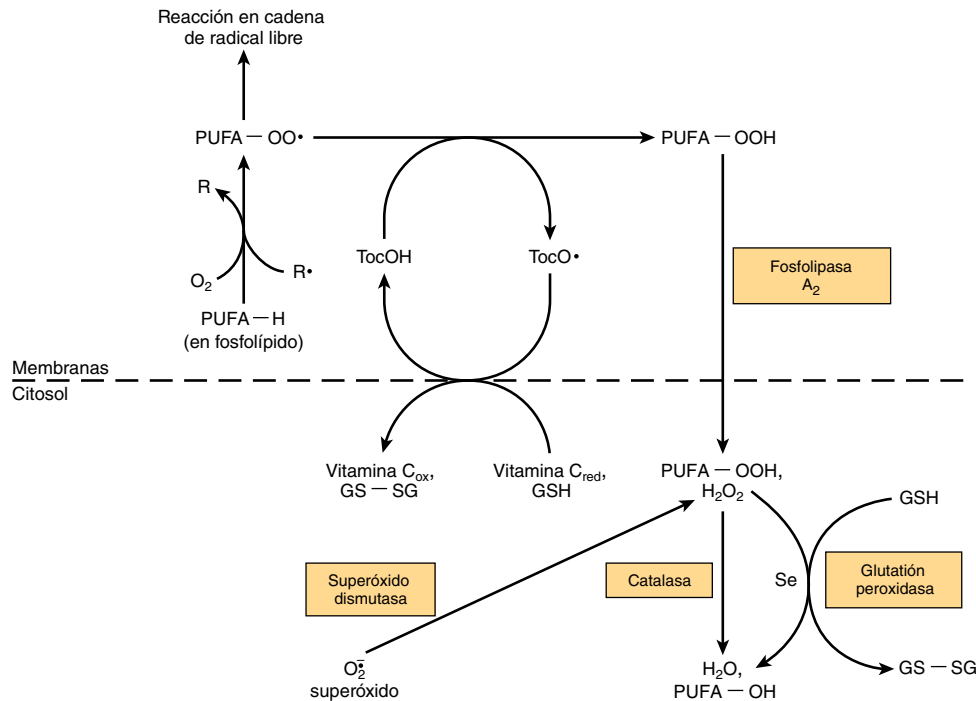 Reacción en cadena
de radical libre
PUFA — OO•
PUFA — OOH
R
TocOH
TocO•
O₂
R•
Fosfolipasa
A₂
PUFA — H
(en fosfolípido)
Membranas
Citosol
Vitamina Cox,
GS — SG
Vitamina Cred,
GSH
PUFA — OOH,
H₂O₂
GSH
Superóxido
dismutasa
Catalasa
Se
Glutatión
peroxidasa
O₂•̄
superóxido
H₂O,
PUFA — OH
GS — SG